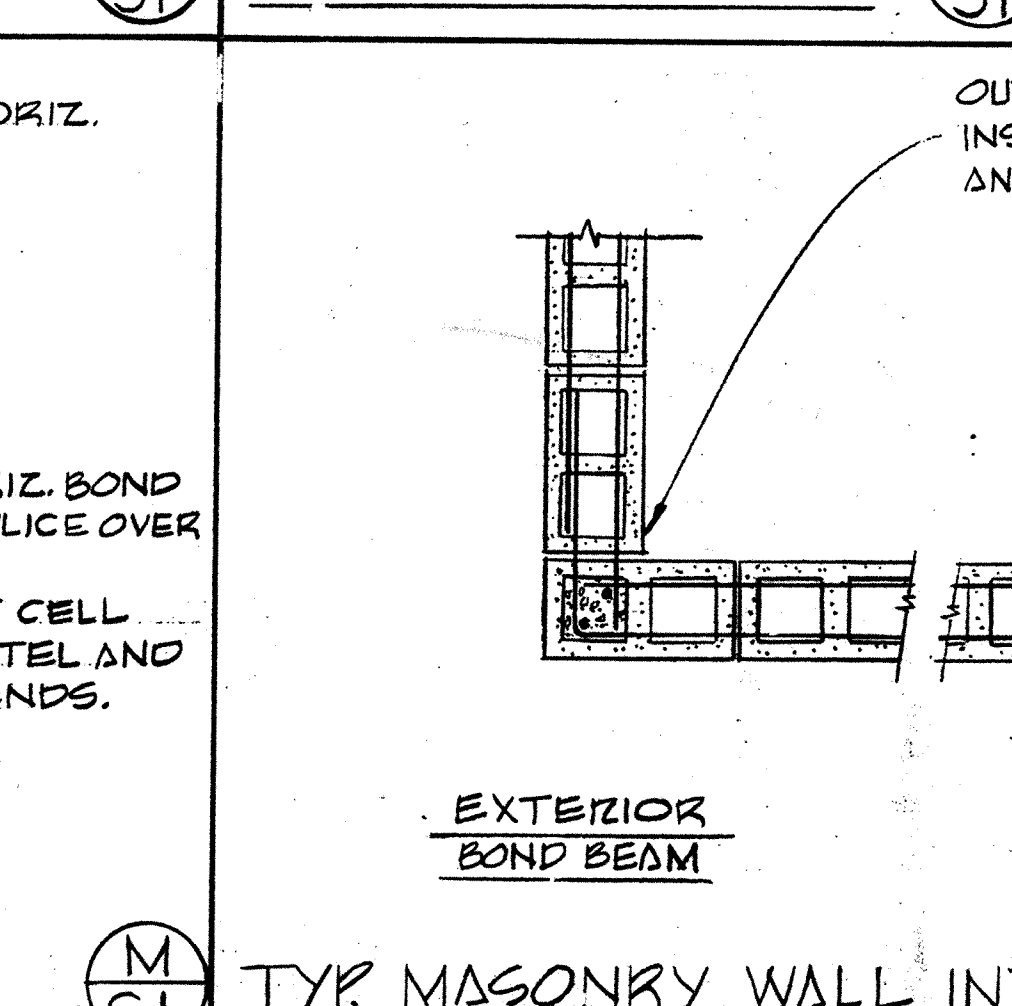 ORIZ.
IZ. BOND
LICE OVER
CELL
TEL AND
NDS.
OU
INS
AN
EXTERIOR
BOND BEAM
M
TYP. MASONRY WALL IN